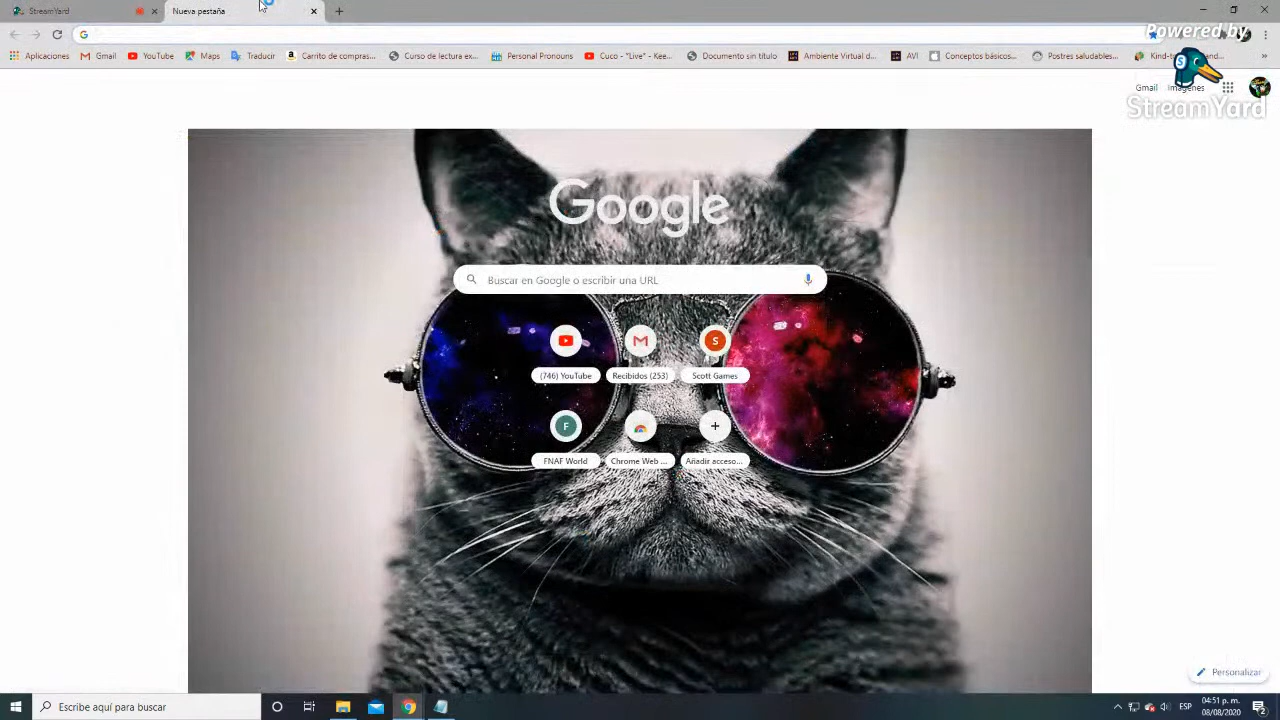 StreamYard
Nueva pestaña
Powered by
Aplicaciones Gmail YouTube Maps Traducir Carrito de compras... Curso de lectura ex... Personal Pronouns Cuco - "Live" - Kee... Documento sin título Ambiente Virtual d... AVI Conceptos básicos... Postres saludables... Kind-
Gmail Imágenes
StreamYard
Google
Buscar en Google o escribir una URL
(746) YouTube Recibidos (253) Scott Games
S
F
FNAF World Chrome Web ... Añadir acceso...
Personalizar
Escribe aquí para buscar
ESP
04:51 p. m.
08/08/2020
2